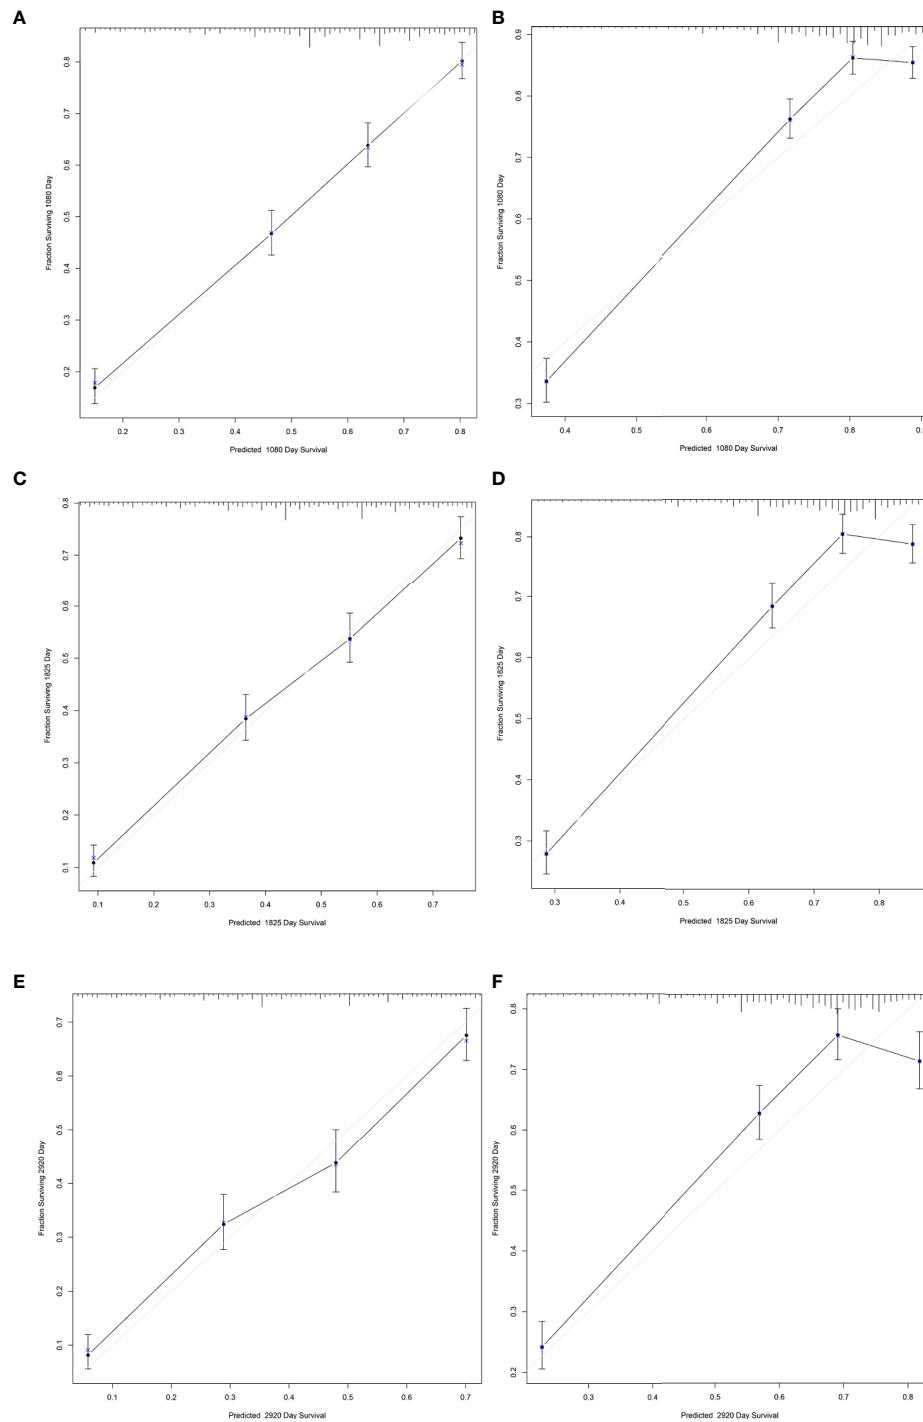 A
0.8
0.7
0.6
0.5
0.4
0.3
0.2
Fraction Surviving 1080 Day
0.2 0.3 0.4 0.5 0.6 0.7 0.8
Predicted 1080 Day Survival
B
0.9
0.8
0.7
0.6
0.5
0.4
0.3
Fraction Surviving 1080 Day
0.4 0.5 0.6 0.7 0.8
Predicted 1080 Day Survival
C
0.8
0.7
0.6
0.5
0.4
0.3
0.2
0.1
Fraction Surviving 1825 Day
0.1 0.2 0.3 0.4 0.5 0.6 0.7
Predicted 1825 Day Survival
D
0.8
0.7
0.6
0.5
0.4
0.3
Fraction Surviving 1825 Day
0.3 0.4 0.5 0.6 0.7 0.8
Predicted 1825 Day Survival
E
0.7
0.6
0.5
0.4
0.3
0.2
0.1
Fraction Surviving 2920 Day
0.1 0.2 0.3 0.4 0.5 0.6 0.7
Predicted 2920 Day Survival
F
0.8
0.7
0.6
0.5
0.4
0.3
0.2
Fraction Surviving 2920 Day
0.3 0.4 0.5 0.6 0.7 0.8
Predicted 2920 Day Survival